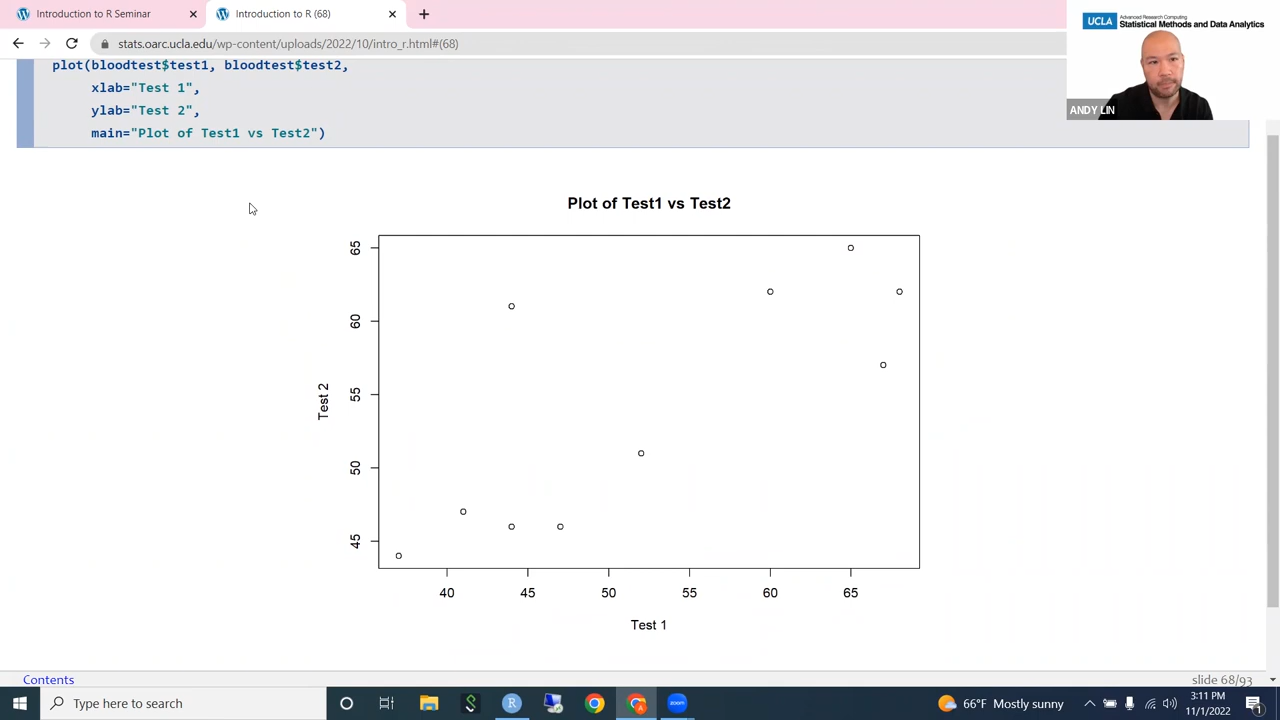 Introduction to R Seminar
Introduction to R (68)
stats.oarc.ucla.edu/wp-content/uploads/2022/10/intro_r.html#(68)
UCLA
Advanced Research Computing
Statistical Methods and Data Analytics
ANDY LIN
plot(bloodtest$test1, bloodtest$test2,
xlab="Test 1",
ylab="Test 2",
main="Plot of Test1 vs Test2")
Plot of Test1 vs Test2
65
60
55
50
45
Test 2
40 45 50 55 60 65
Test 1
Contents
slide 68/93
Type here to search
zoom
66°F Mostly sunny
3:11 PM
11/1/2022
1